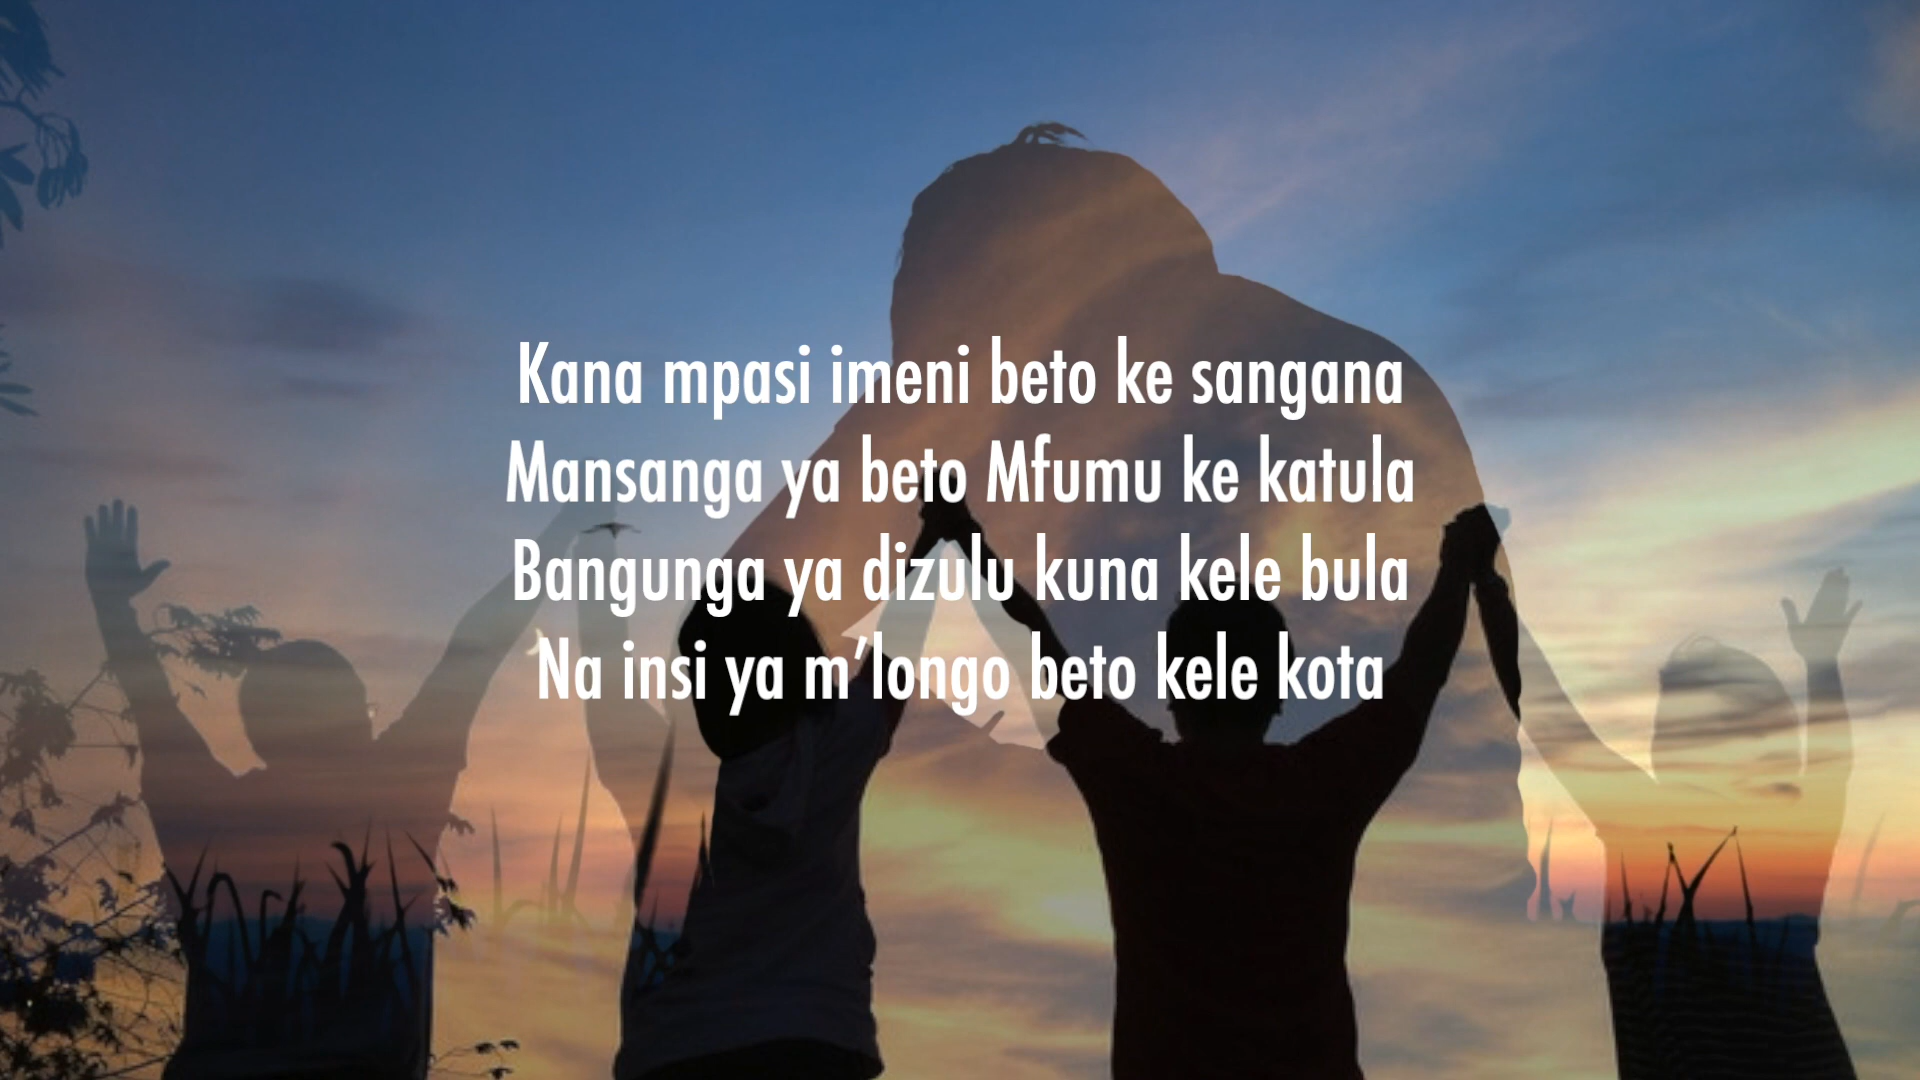 Kana mpasi imeni beto ke sangana
Mansanga ya beto Mfumu ke katula
Bangunga ya dizulu kuna kele bula
Na insi ya m’longo beto kele kota